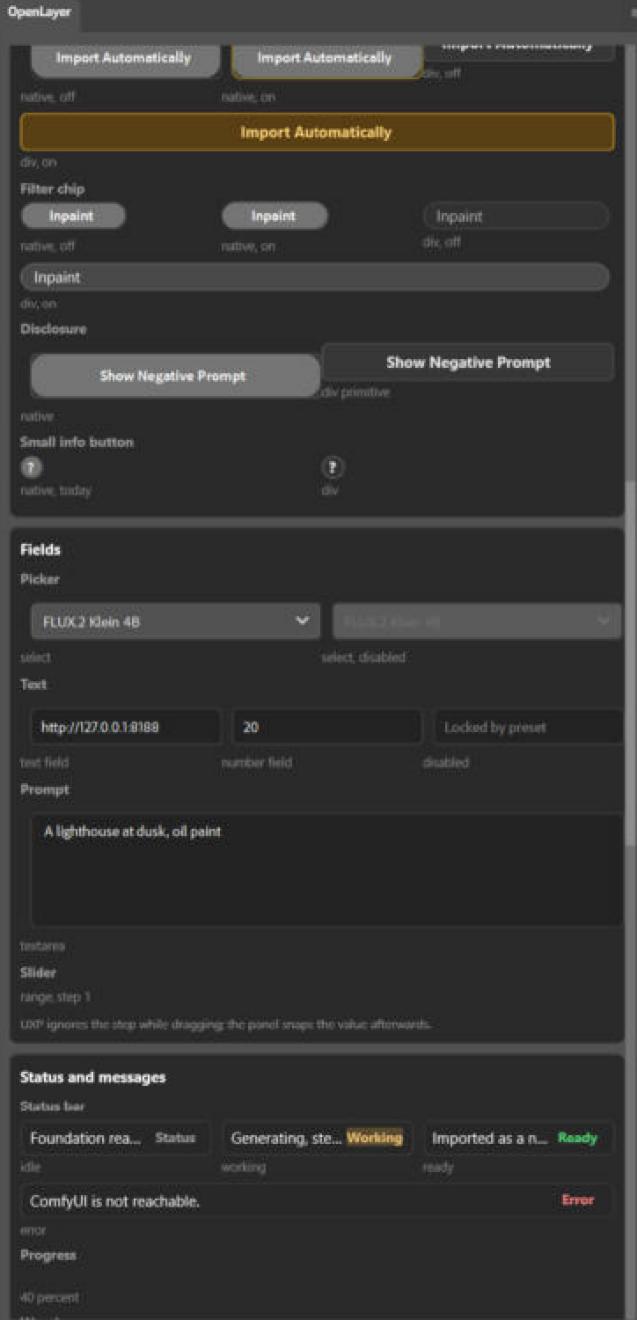 OpenLayer
Import Automatically Import Automatically Import Automatically
native, off native, on div, off
Import Automatically
div, on
Filter chip
Inpaint Inpaint Inpaint
native, off native, on div, off
Inpaint
div, on
Disclosure
Show Negative Prompt Show Negative Prompt
native div primitive
Small info button
? ?
native, today div
Fields
Picker
FLUX.2 Klein 4B FLUX.2 Klein 4B
select select, disabled
Text
http://127.0.0.1:8188 20 Locked by preset
text field number field disabled
Prompt
A lighthouse at dusk, oil paint
textarea
Slider
range, step 1
UXP ignores the step while dragging; the panel snaps the value afterwards.
Status and messages
Status bar
Foundation rea... Status Generating, ste... Working Imported as a n... Ready
idle working ready
ComfyUI is not reachable. Error
error
Progress
40 percent